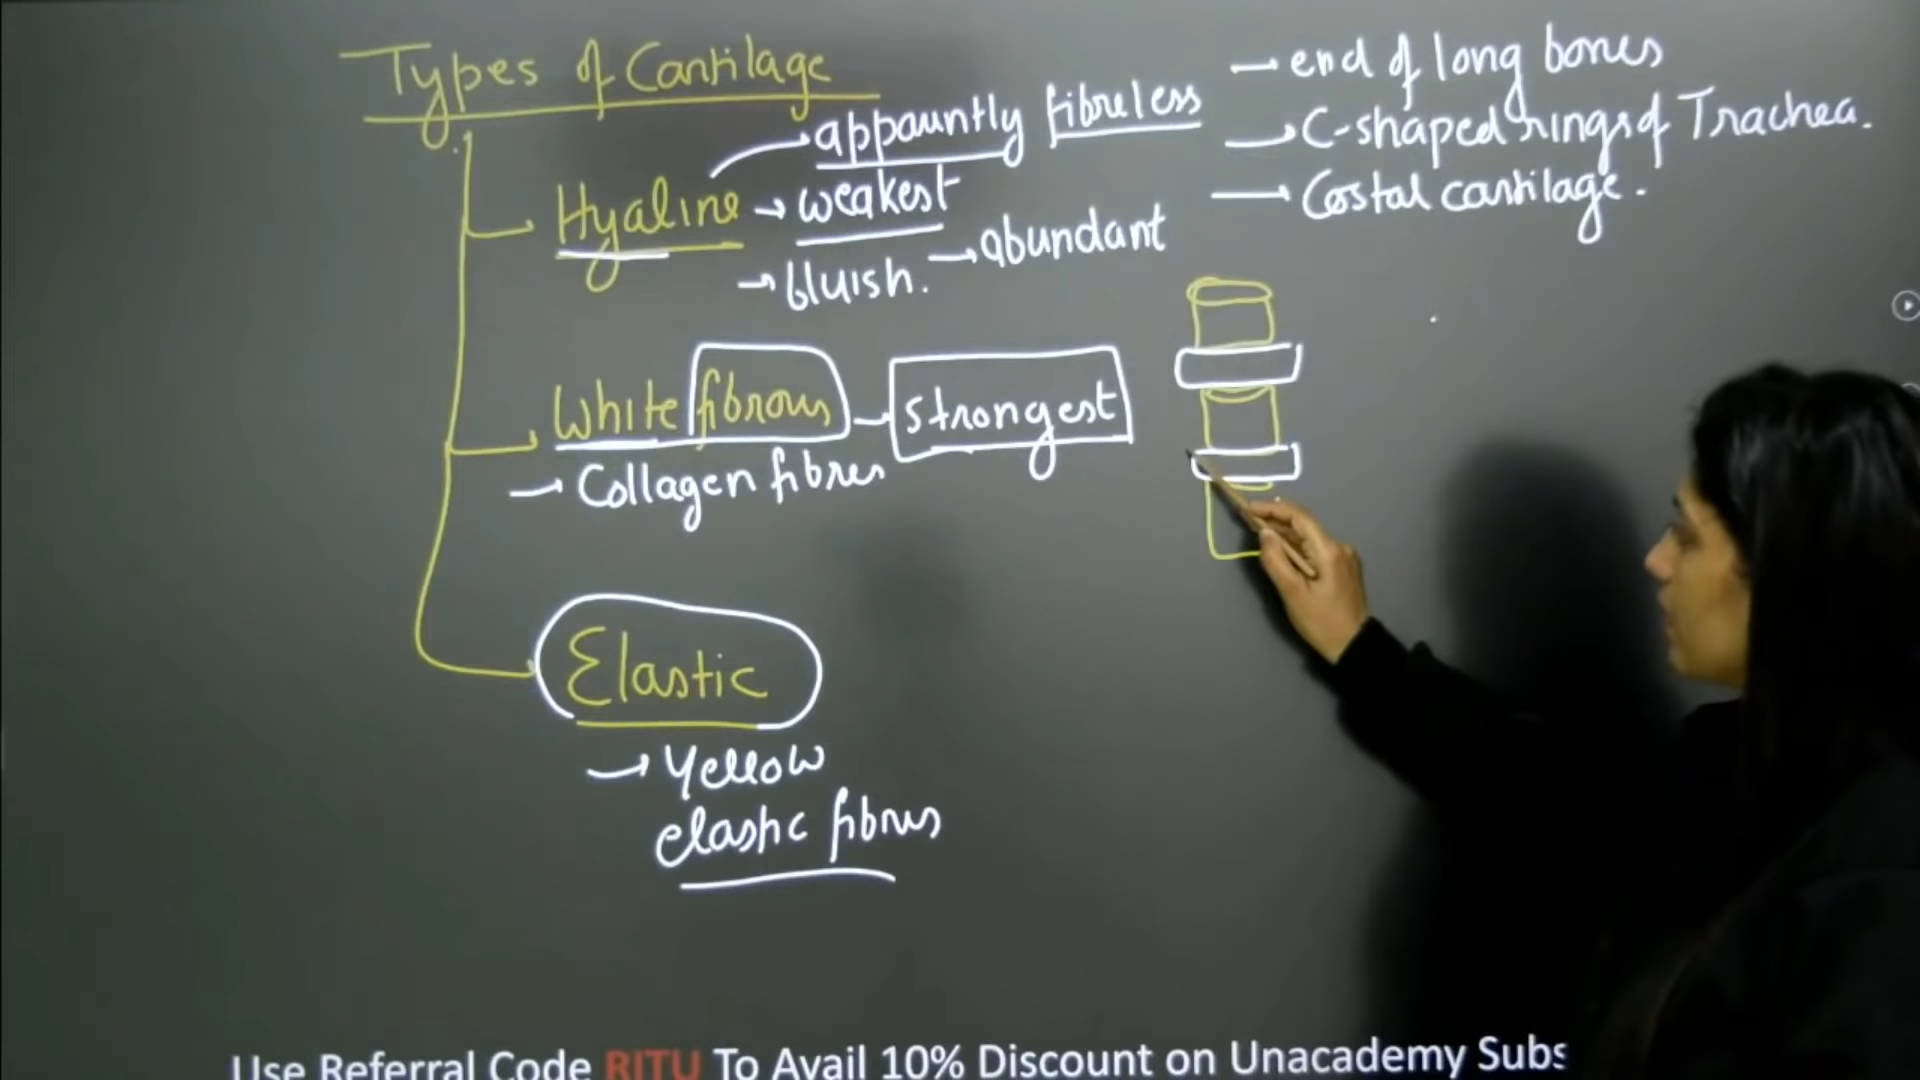 Types of Cartilage
appauntly fibreless
Hyaline → weakest
→ bluish. → abundant
→ end of long bones
→ C-shaped rings of Trachea.
→ Costal cartilage.
White fibrous - strongest
→ Collagen fibres
Elastic
→ Yellow
elastic fibres
Use Referral Code RITU To Avail 10% Discount on Unacademy Subs